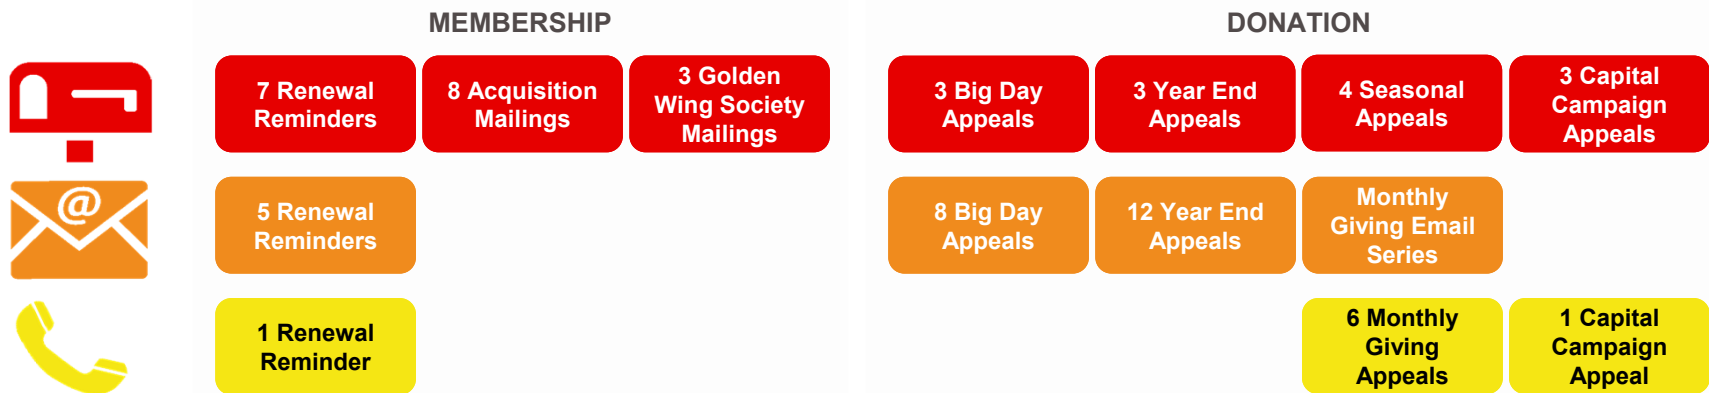 MEMBERSHIP
DONATION
7 Renewal
Reminders
8 Acquisition
Mailings
3 Golden
Wing Society
Mailings
3 Big Day
Appeals
3 Year End
Appeals
4 Seasonal
Appeals
3 Capital
Campaign
Appeals
@
5 Renewal
Reminders
8 Big Day
Appeals
12 Year End
Appeals
Monthly
Giving Email
Series
1 Renewal
Reminder
6 Monthly
Giving
Appeals
1 Capital
Campaign
Appeal